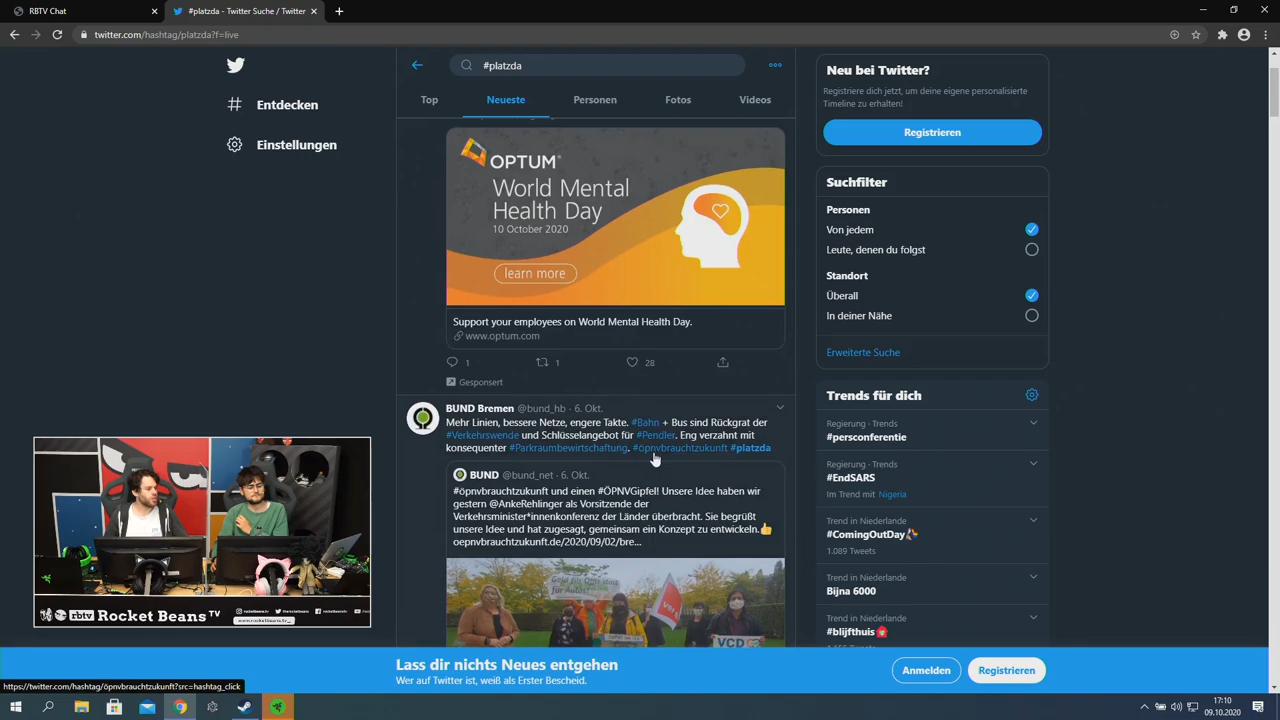 RBTV Chat
#platzda - Twitter Suche / Twitter
twitter.com/hashtag/platzda?f=live
Entdecken
Einstellungen
#platzda
Top
Neueste
Personen
Fotos
Videos
OPTUM®
World Mental
Health Day
10 October 2020
learn more
Support your employees on World Mental Health Day.
www.optum.com
1
1
28
Gesponsert
BUND Bremen @bund_hb · 6. Okt.
Mehr Linien, bessere Netze, engere Takte. #Bahn + Bus sind Rückgrat der
#Verkehrswende und Schlüsselangebot für #Pendler. Eng verzahnt mit
konsequenter #Parkraumbewirtschaftung. #öpnvbrauchtzukunft #platzda
BUND @bund_net · 6. Okt.
#öpnvbrauchtzukunft und einen #ÖPNVGipfel! Unsere Idee haben wir
gestern @AnkeRehlinger als Vorsitzende der
Verkehrsminister*innenkonferenz der Länder überbracht. Sie begrüßt
unsere Idee und hat zugesagt, gemeinsam ein Konzept zu entwickeln.👍
oepnvbrauchtzukunft.de/2020/09/02/bre...
für Autos!
VCD
Neu bei Twitter?
Registriere dich jetzt, um deine eigene personalisierte
Timeline zu erhalten!
Registrieren
Suchfilter
Personen
Von jedem
Leute, denen du folgst
Standort
Überall
In deiner Nähe
Erweiterte Suche
Trends für dich
Regierung · Trends
#persconferentie
Regierung · Trends
#EndSARS
Im Trend mit Nigeria
Trend in Niederlande
#ComingOutDay
1.089 Tweets
Trend in Niederlande
Bijna 6000
Trend in Niederlande
#blijfthuis
rbtv Rocket Beans TV
rocketbeanstv
therocketbeans
rocketbeanstv
www.rocketbeans.tv
Lass dir nichts Neues entgehen
Wer auf Twitter ist, weiß als Erster Bescheid.
Anmelden
Registrieren
https://twitter.com/hashtag/öpnvbrauchtzukunft?src=hashtag_click
17:10
09.10.2020